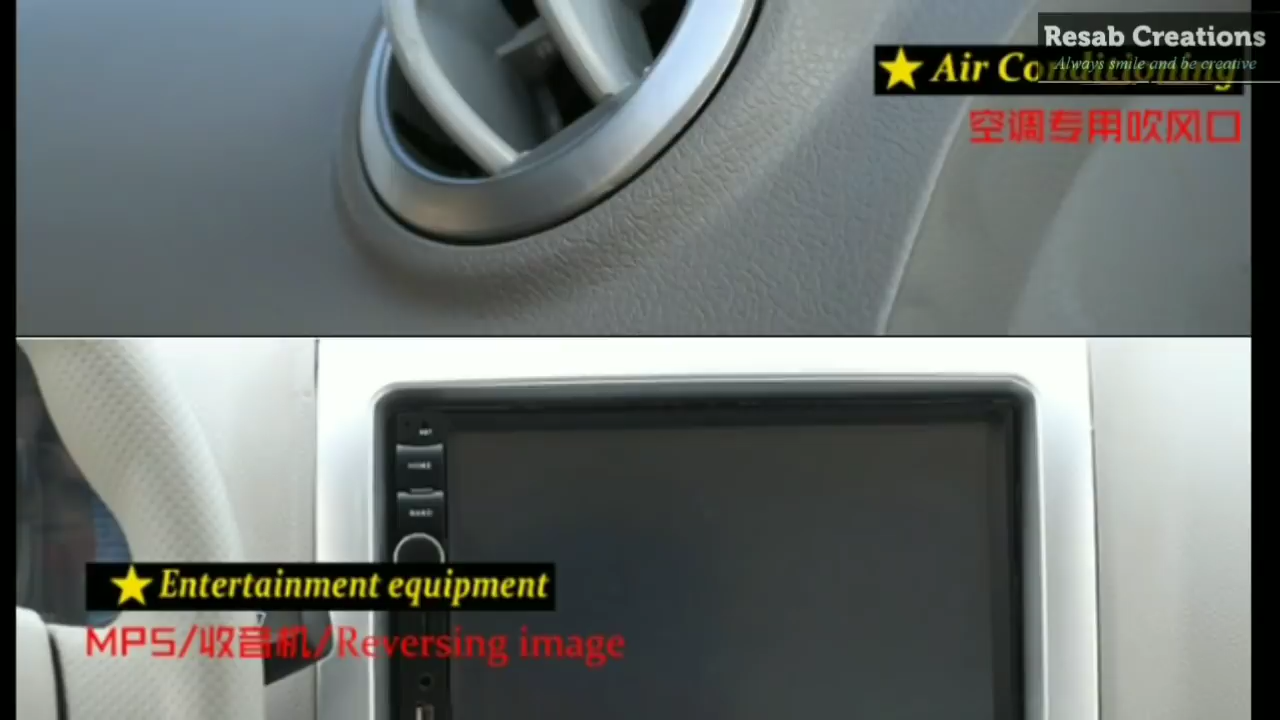 Resab Creations
Always smile and be creative
Air Conditioning
空调专用吹风口
Entertainment equipment
MP5/收音机/Reversing image